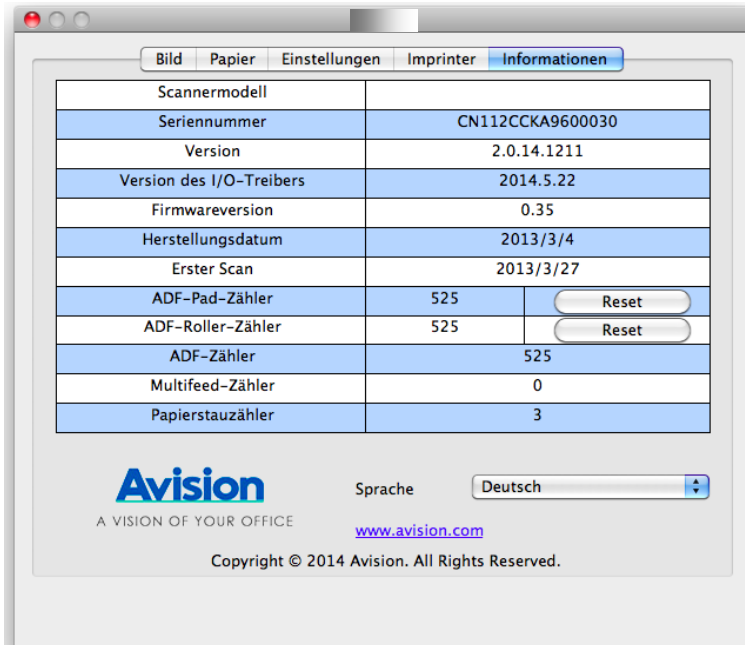 Bild Papier Einstellungen Imprinter Informationen
Scannermodell
Seriennummer CN112CCKA9600030
Version 2.0.14.1211
Version des I/O-Treibers 2014.5.22
Firmwareversion 0.35
Herstellungsdatum 2013/3/4
Erster Scan 2013/3/27
ADF-Pad-Zähler 525 Reset
ADF-Roller-Zähler 525 Reset
ADF-Zähler 525
Multifeed-Zähler 0
Papierstauzähler 3
Avision
A VISION OF YOUR OFFICE
Sprache Deutsch
www.avision.com
Copyright © 2014 Avision. All Rights Reserved.